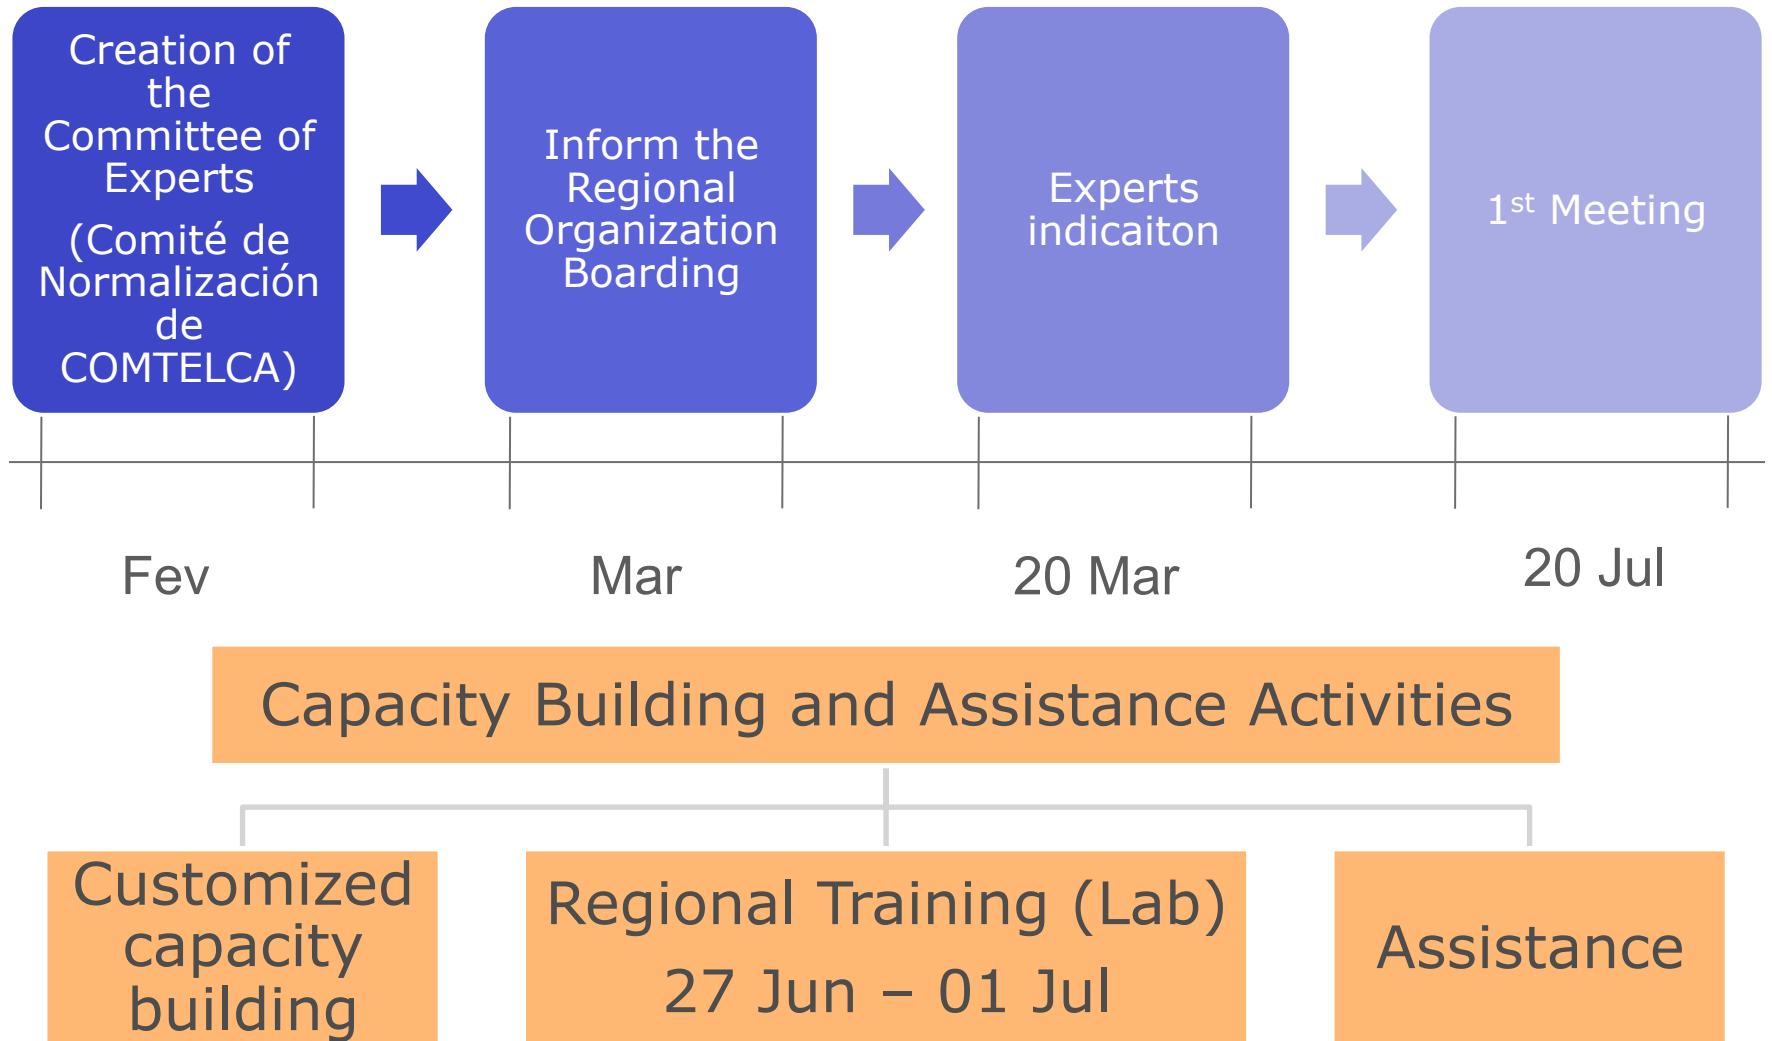 Creation of
the
Committee of
Experts
(Comité de
Normalización
de
COMTELCA)
Inform the
Regional
Organization
Boarding
Experts
indicaiton
1st Meeting
Fev
Mar
20 Mar
20 Jul
Capacity Building and Assistance Activities
Customized
capacity
building
Regional Training (Lab)
27 Jun – 01 Jul
Assistance